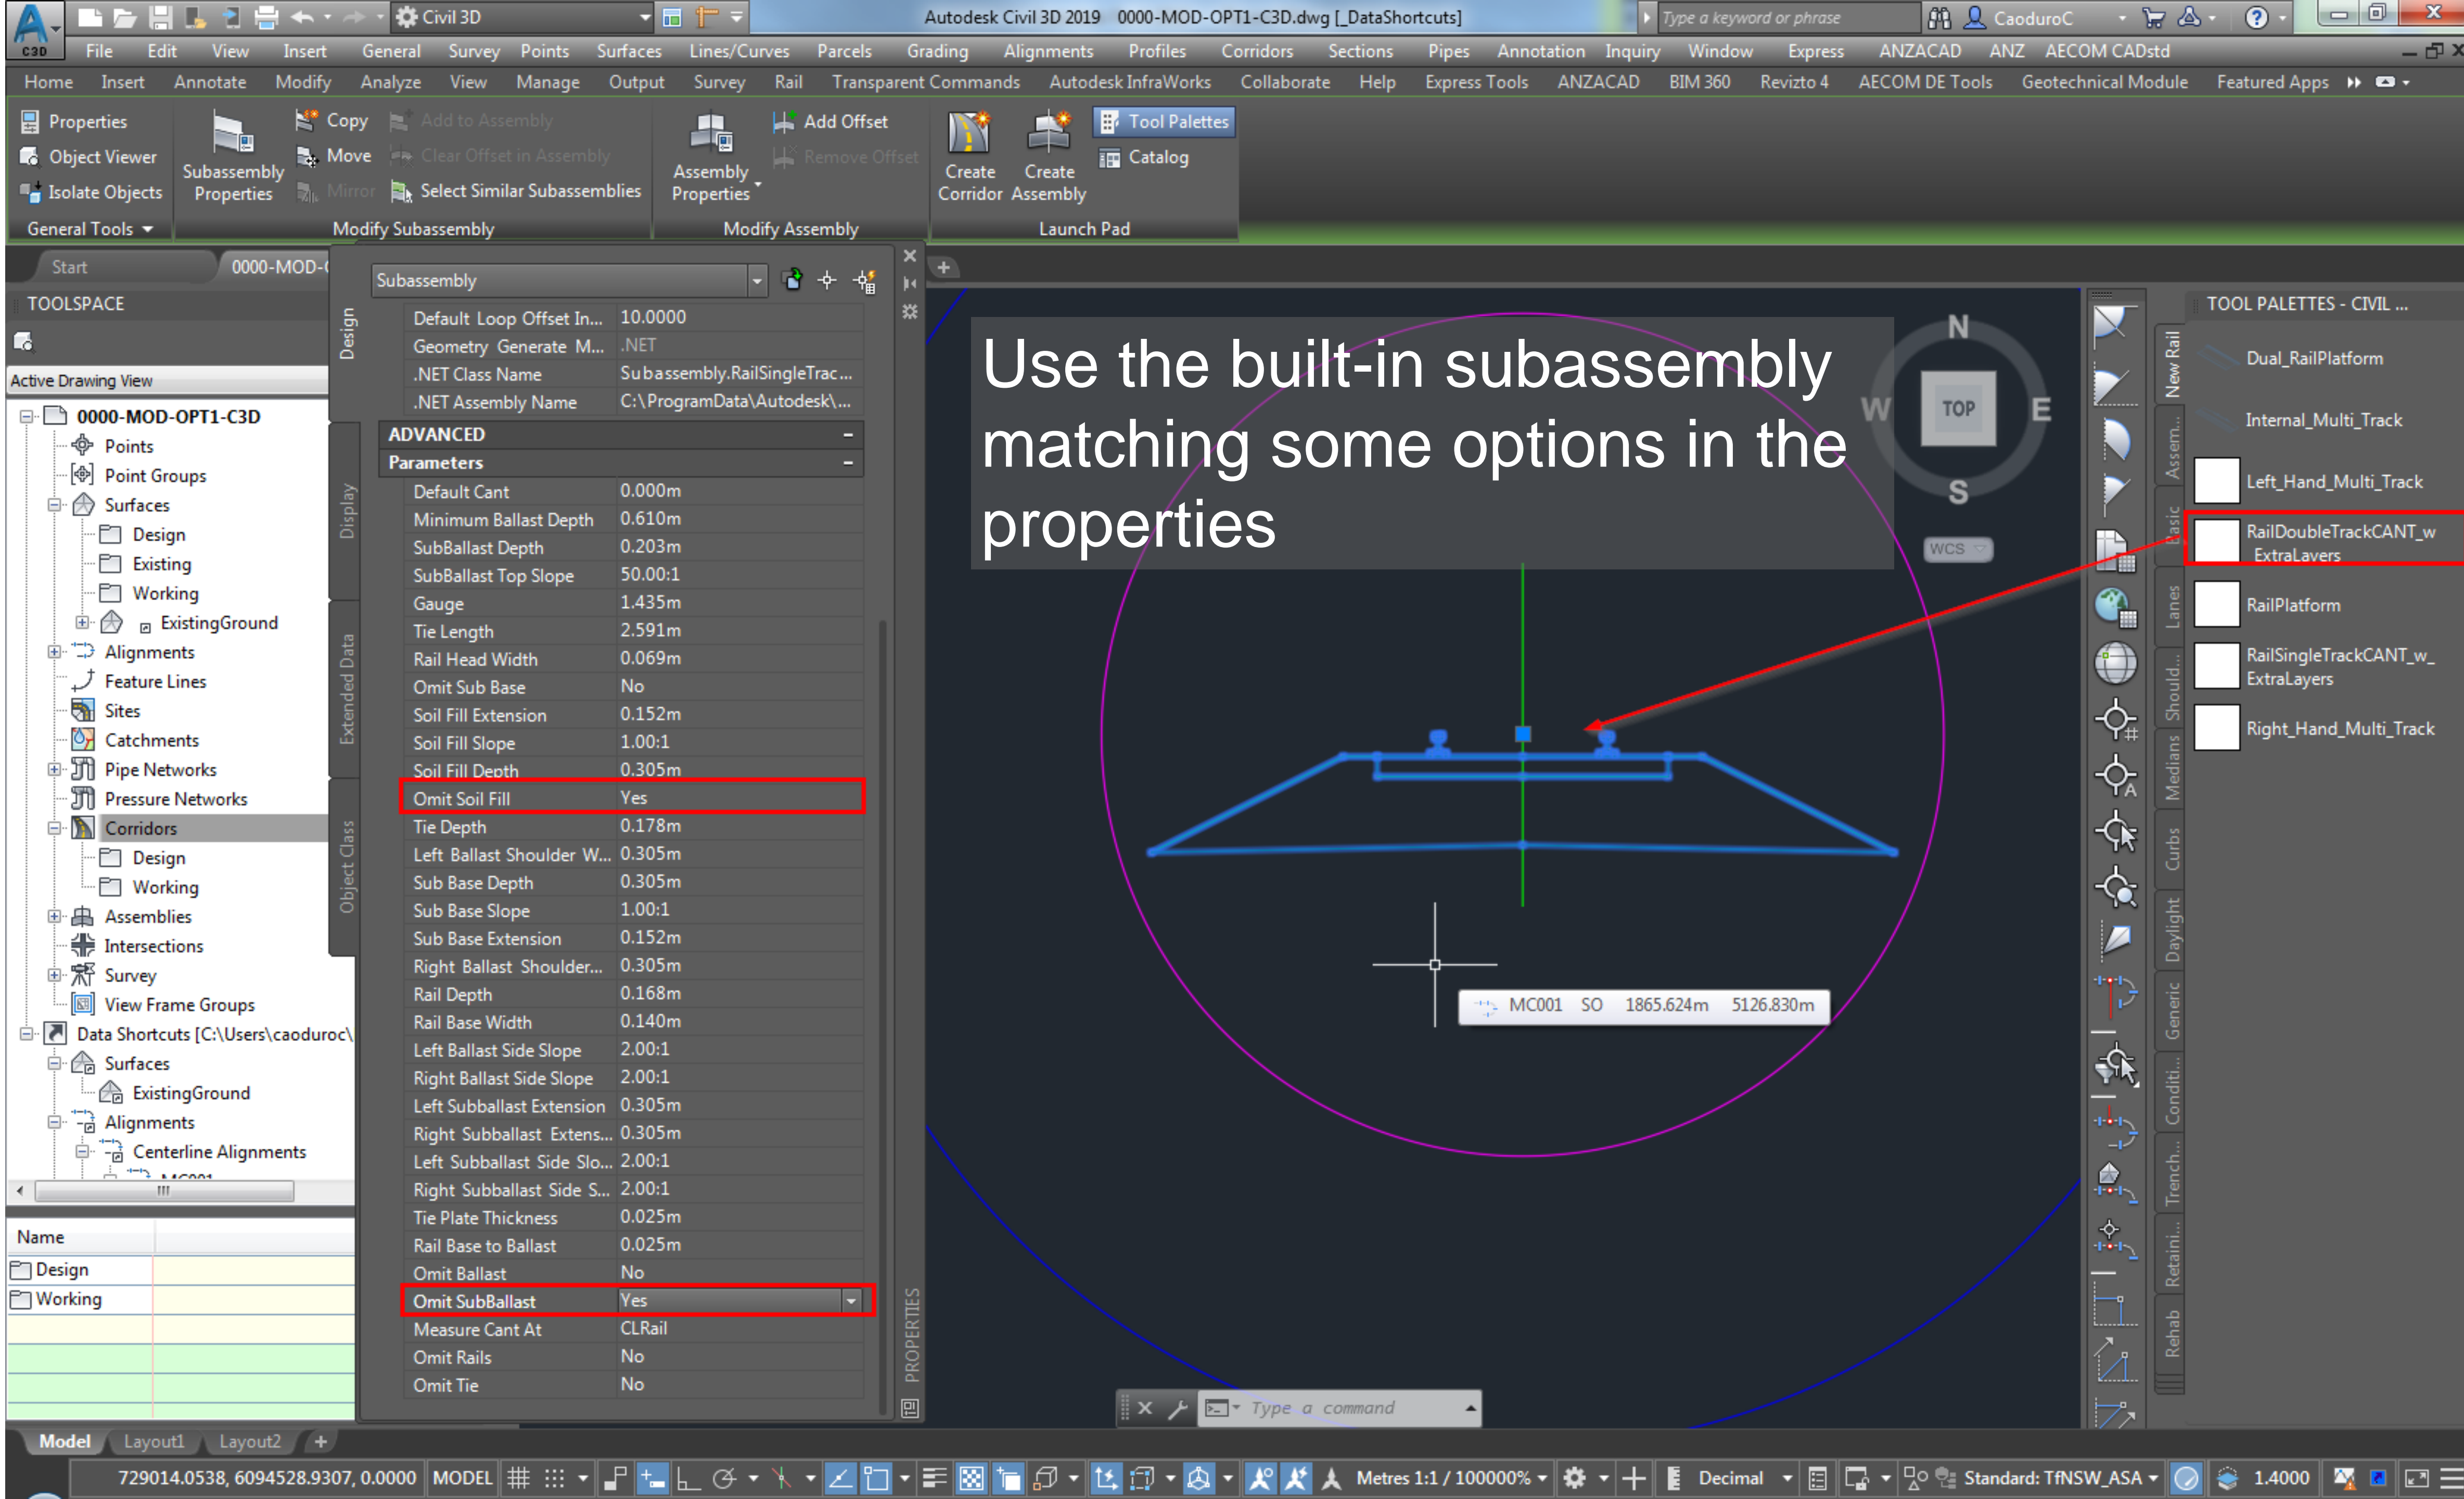 Civil 3D
Autodesk Civil 3D 2019 0000-MOD-OPT1-C3D.dwg [_DataShortcuts]
Type a keyword or phrase
CaoduroC
C3D
File Edit View Insert General Survey Points Surfaces Lines/Curves Parcels Grading Alignments Profiles Corridors Sections Pipes Annotation Inquiry Window Express ANZACAD ANZ AECOM CADstd
Home Insert Annotate Modify Analyze View Manage Output Survey Rail Transparent Commands Autodesk InfraWorks Collaborate Help Express Tools ANZACAD BIM 360 Revizto 4 AECOM DE Tools Geotechnical Module Featured Apps
Properties
Object Viewer
Isolate Objects
General Tools
Subassembly
Properties
Copy
Move
Mirror
Add to Assembly
Clear Offset in Assembly
Select Similar Subassemblies
Modify Subassembly
Assembly
Properties
Add Offset
Remove Offset
Modify Assembly
Create
Corridor
Create
Assembly
Tool Palettes
Catalog
Launch Pad
Start
0000-MOD-
TOOLSPACE
Active Drawing View
0000-MOD-OPT1-C3D
Points
Point Groups
Surfaces
Design
Existing
Working
ExistingGround
Alignments
Feature Lines
Sites
Catchments
Pipe Networks
Pressure Networks
Corridors
Design
Working
Assemblies
Intersections
Survey
View Frame Groups
Data Shortcuts [C:\Users\caoduroc\
Surfaces
ExistingGround
Alignments
Centerline Alignments
MC001
Name
Design
Working
Design
Display
Extended Data
Object Class
Subassembly
Default Loop Offset In... 10.0000
Geometry Generate M... .NET
.NET Class Name Subassembly.RailSingleTrac...
.NET Assembly Name C:\ProgramData\Autodesk\...
ADVANCED
Parameters
Default Cant 0.000m
Minimum Ballast Depth 0.610m
SubBallast Depth 0.203m
SubBallast Top Slope 50.00:1
Gauge 1.435m
Tie Length 2.591m
Rail Head Width 0.069m
Omit Sub Base No
Soil Fill Extension 0.152m
Soil Fill Slope 1.00:1
Soil Fill Depth 0.305m
Omit Soil Fill Yes
Tie Depth 0.178m
Left Ballast Shoulder W... 0.305m
Sub Base Depth 0.305m
Sub Base Slope 1.00:1
Sub Base Extension 0.152m
Right Ballast Shoulder... 0.305m
Rail Depth 0.168m
Rail Base Width 0.140m
Left Ballast Side Slope 2.00:1
Right Ballast Side Slope 2.00:1
Left Subballast Extension 0.305m
Right Subballast Extens... 0.305m
Left Subballast Side Slo... 2.00:1
Right Subballast Side S... 2.00:1
Tie Plate Thickness 0.025m
Rail Base to Ballast 0.025m
Omit Ballast No
Omit SubBallast Yes
Measure Cant At CLRail
Omit Rails No
Omit Tie No
PROPERTIES
Use the built-in subassembly
matching some options in the
properties
N
W TOP E
S
WCS
MC001 SO 1865.624m 5126.830m
Type a command
TOOL PALETTES - CIVIL ...
New Rail
Assem...
Basic
Lanes
Should...
Medians
Curbs
Daylight
Generic
Conditi...
Trench...
Retaini...
Rehab
Dual_RailPlatform
Internal_Multi_Track
Left_Hand_Multi_Track
RailDoubleTrackCANT_w
_ExtraLayers
RailPlatform
RailSingleTrackCANT_w_
ExtraLayers
Right_Hand_Multi_Track
Model Layout1 Layout2 +
729014.0538, 6094528.9307, 0.0000 MODEL Metres 1:1 / 100000% Decimal Standard: TfNSW_ASA 1.4000